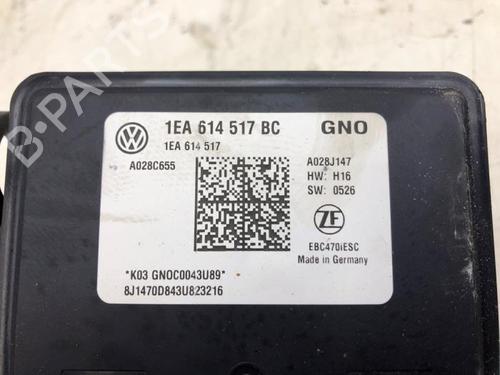 1EA 614 517 BC GNO
1EA 614 517
A028C655 A028J147
HW: H16
SW: 0526
ZF
EBC470iESC
Made in Germany
*K03 GNOC0043U89*
8J1470D843U823216